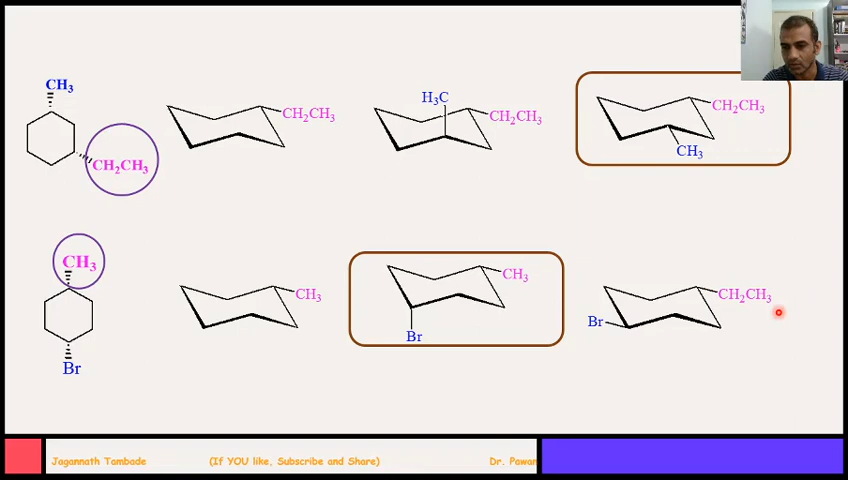 CH3
CH2CH3
CH2CH3
H3C
CH2CH3
CH2CH3
CH3
CH3
Br
CH3
CH3
Br
CH2CH3
Br
Jagannath Tambade (If YOU like, Subscribe and Share) Dr. Pawar